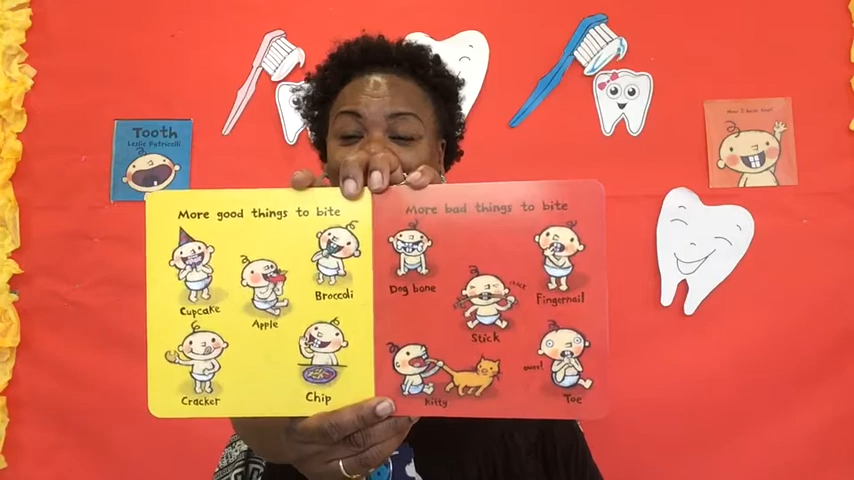 Tooth
Leslie Patricelli
More good things to bite
Cupcake
Apple
Broccoli
Cracker
Chip
More bad things to bite
Dog bone
Fingernail
Stick
Kitty
ouch!
Toe